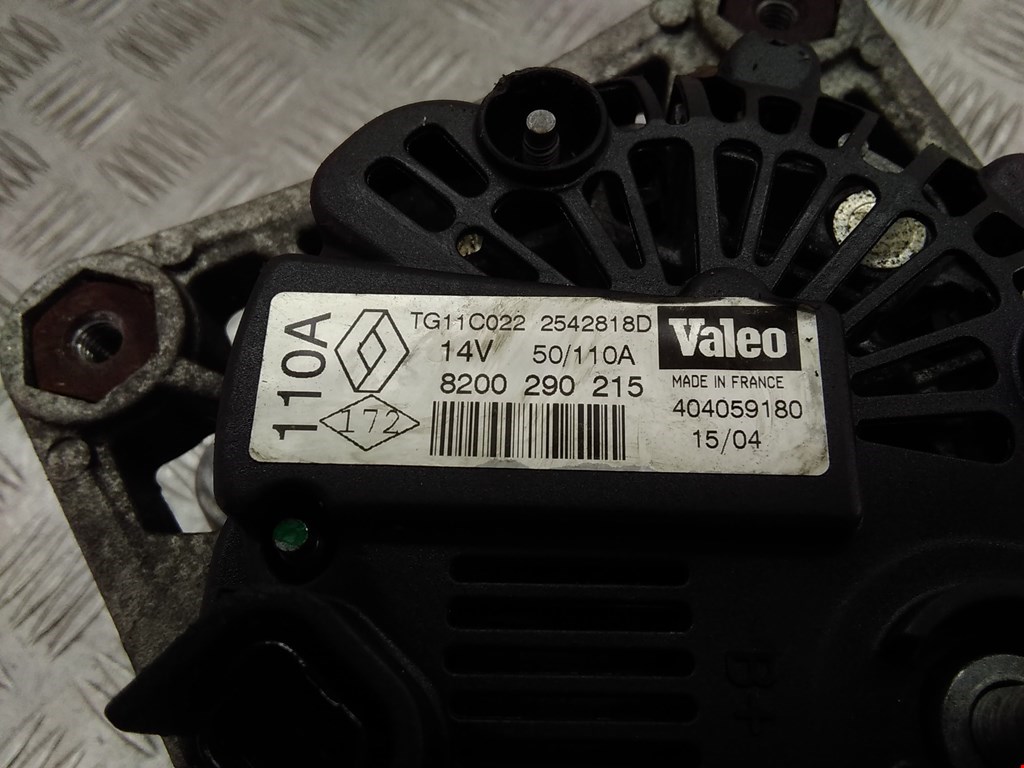 110A
TG11C022 2542818D
14V 50/110A
8200 290 215
172
Valeo
MADE IN FRANCE
404059180
15/04
B+